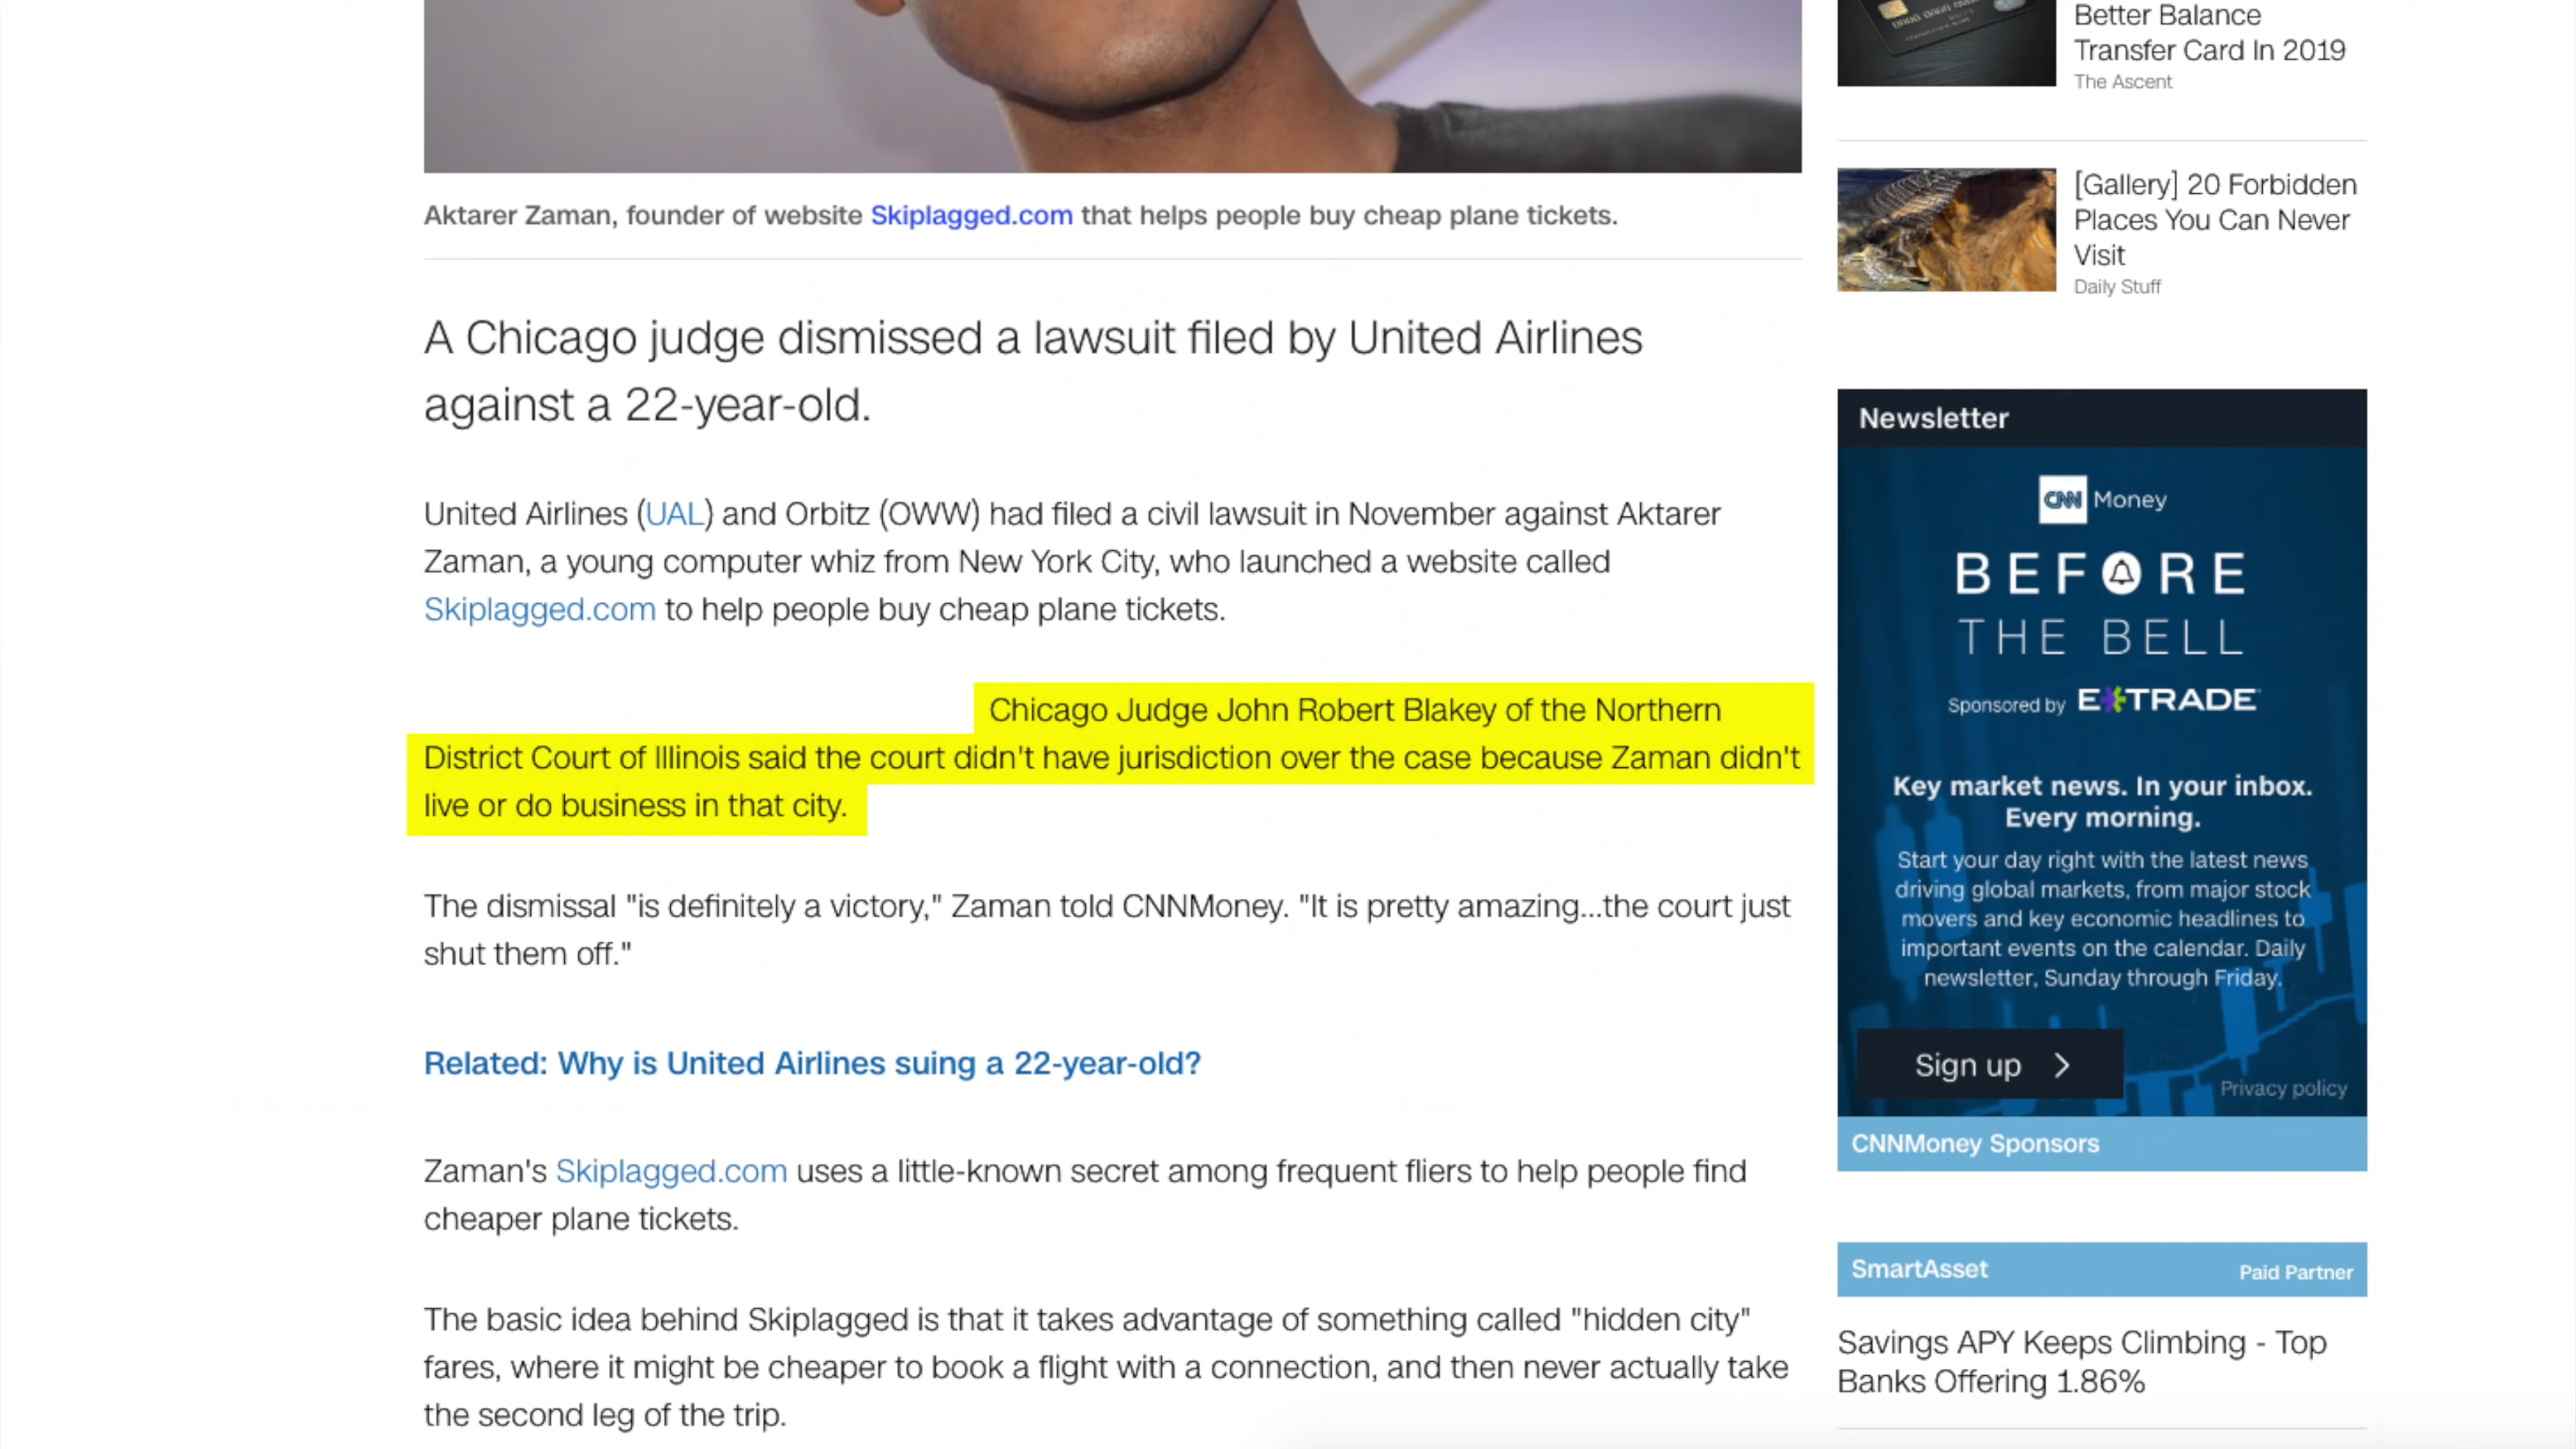 Aktarer Zaman, founder of website Skiplagged.com that helps people buy cheap plane tickets.
A Chicago judge dismissed a lawsuit filed by United Airlines
against a 22-year-old.
United Airlines (UAL) and Orbitz (OWW) had filed a civil lawsuit in November against Aktarer
Zaman, a young computer whiz from New York City, who launched a website called
Skiplagged.com to help people buy cheap plane tickets.
Chicago Judge John Robert Blakey of the Northern
District Court of Illinois said the court didn't have jurisdiction over the case because Zaman didn't
live or do business in that city.
The dismissal "is definitely a victory," Zaman told CNNMoney. "It is pretty amazing...the court just
shut them off."
Related: Why is United Airlines suing a 22-year-old?
Zaman's Skiplagged.com uses a little-known secret among frequent fliers to help people find
cheaper plane tickets.
The basic idea behind Skiplagged is that it takes advantage of something called "hidden city"
fares, where it might be cheaper to book a flight with a connection, and then never actually take
the second leg of the trip.
Better Balance
Transfer Card In 2019
The Ascent
[Gallery] 20 Forbidden
Places You Can Never
Visit
Daily Stuff
Newsletter
CNN Money
BEFORE
THE BELL
Sponsored by E*TRADE
Key market news. In your inbox.
Every morning.
Start your day right with the latest news
driving global markets, from major stock
movers and key economic headlines to
important events on the calendar. Daily
newsletter, Sunday through Friday.
Sign up
Privacy policy
CNNMoney Sponsors
SmartAsset Paid Partner
Savings APY Keeps Climbing - Top
Banks Offering 1.86%